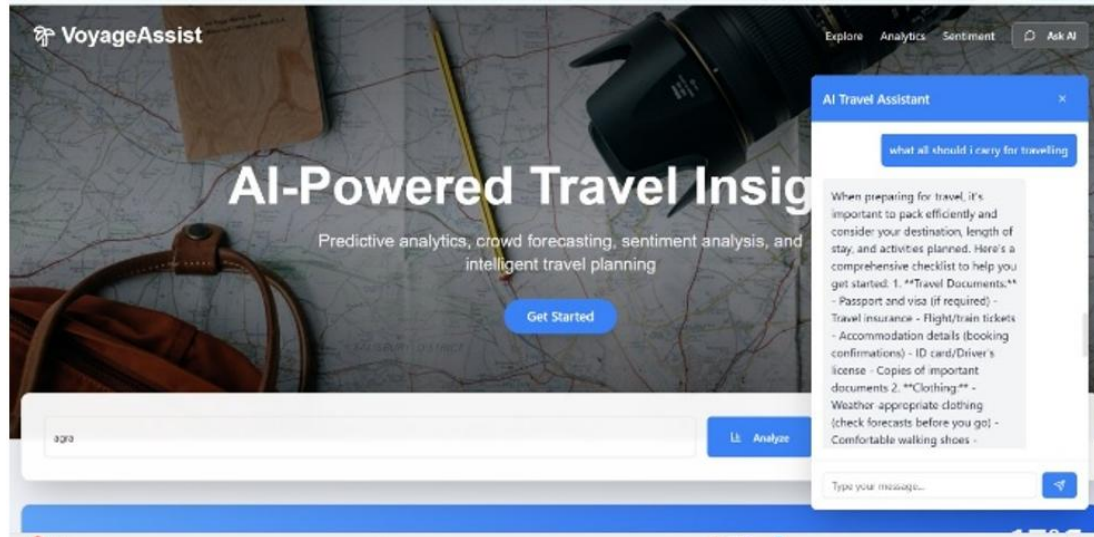 VoyageAssist
Explore Analytics Sentiment Ask AI
AI-Powered Travel Insig
Predictive analytics, crowd forecasting, sentiment analysis, and
intelligent travel planning
Get Started
agra
Analyze
AI Travel Assistant ×
what all should i carry for travelling
When preparing for travel, it's
important to pack efficiently and
consider your destination, length of
stay, and activities planned. Here's a
comprehensive checklist to help you
get started: 1. **Travel Documents:**
- Passport and visa (if required) -
Travel insurance - Flight/train tickets
- Accommodation details (booking
confirmations) - ID card/Driver's
license - Copies of important
documents 2. **Clothing:** -
Weather-appropriate clothing
(check forecasts before you go) -
Comfortable walking shoes -
Type your message...